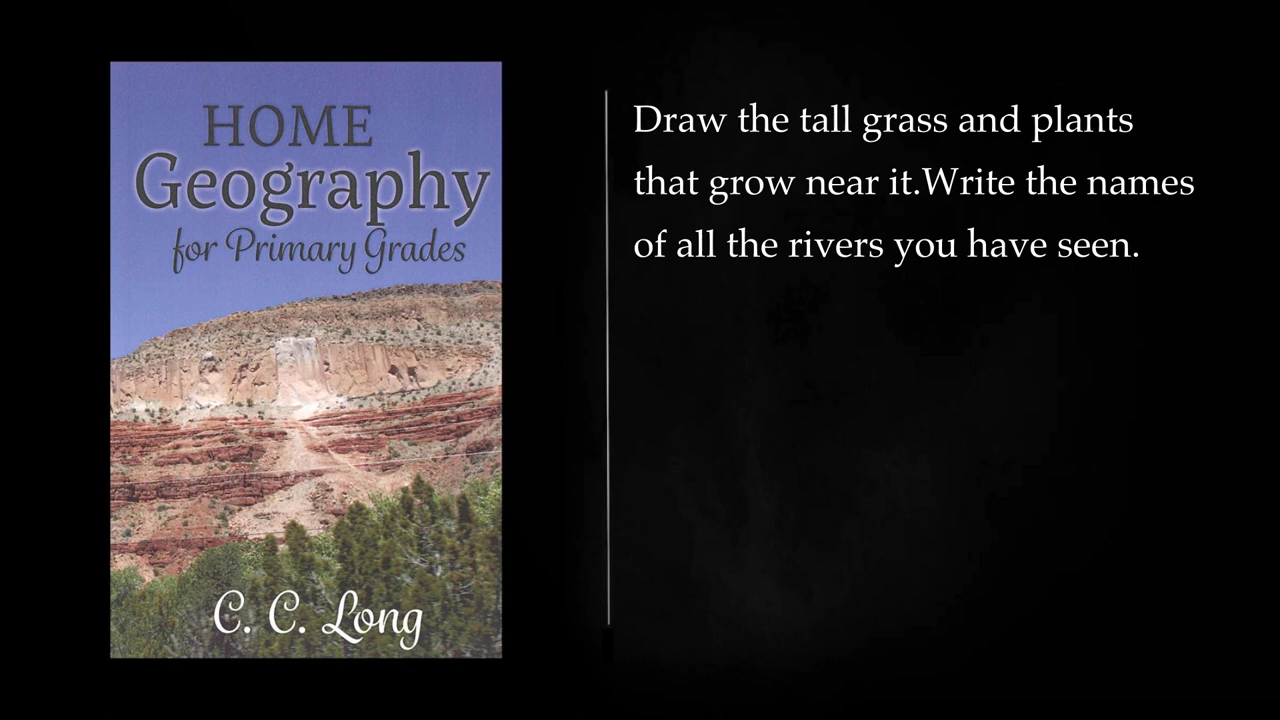 HOME
Geography
for Primary Grades
C. C. Long
Draw the tall grass and plants
that grow near it.Write the names
of all the rivers you have seen.